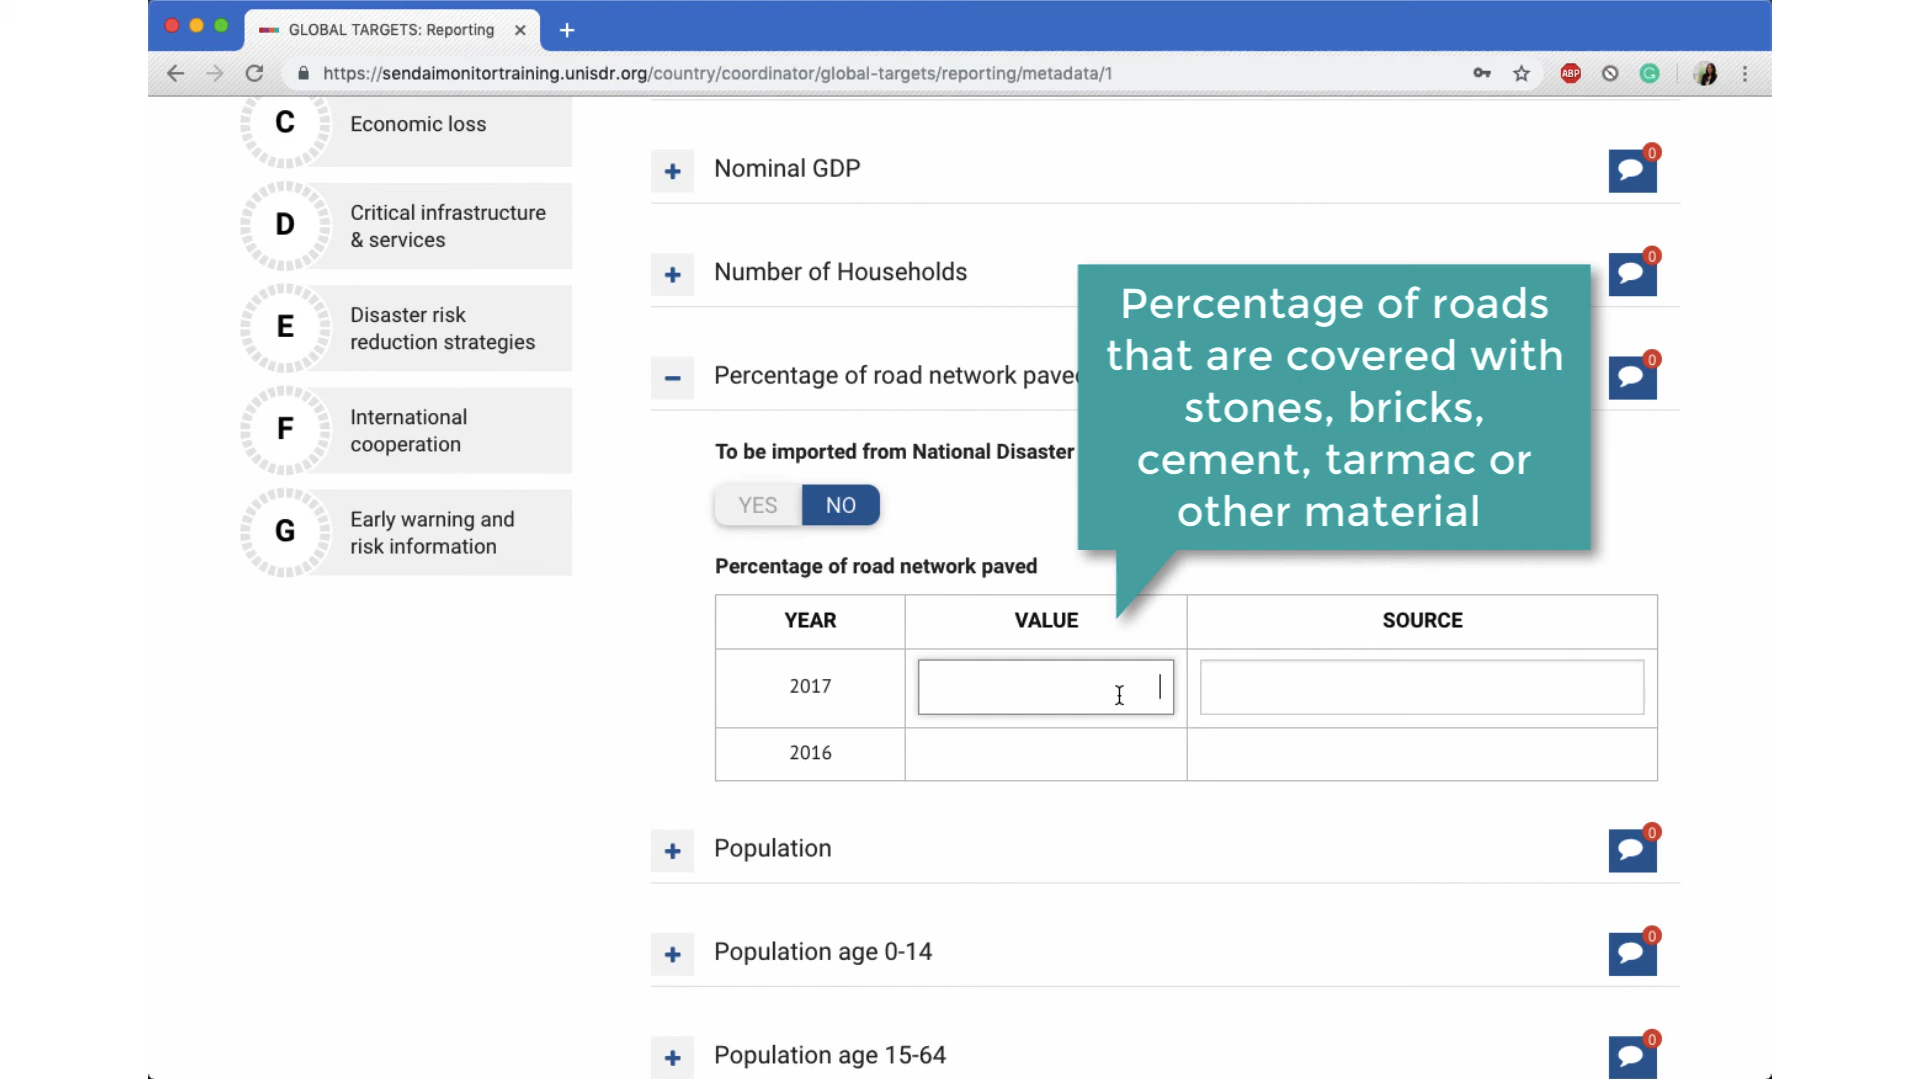 GLOBAL TARGETS: Reporting
https://sendaimonitortraining.unisdr.org/country/coordinator/global-targets/reporting/metadata/1
ABP
G
C
Economic loss
D
Critical infrastructure
& services
E
Disaster risk
reduction strategies
F
International
cooperation
G
Early warning and
risk information
Nominal GDP
0
Number of Households
0
Percentage of road network paved
0
To be imported from National Disaster
YES NO
Percentage of roads
that are covered with
stones, bricks,
cement, tarmac or
other material
Percentage of road network paved
YEAR VALUE SOURCE
2017
2016
Population
0
Population age 0-14
0
Population age 15-64
0